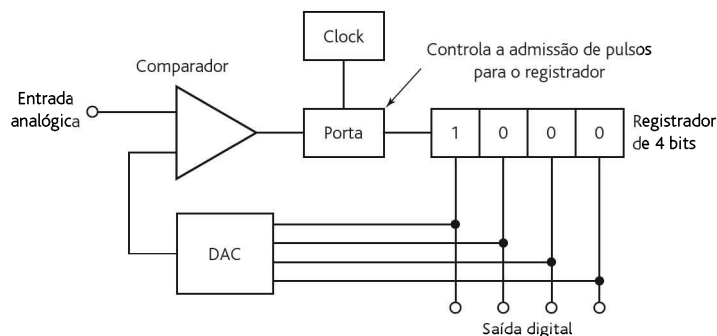 Clock
Controla a admissão de pulsos
para o registrador
Comparador
Entrada
analógica
Porta
1 0 0 0
Registrador
de 4 bits
DAC
Saída digital